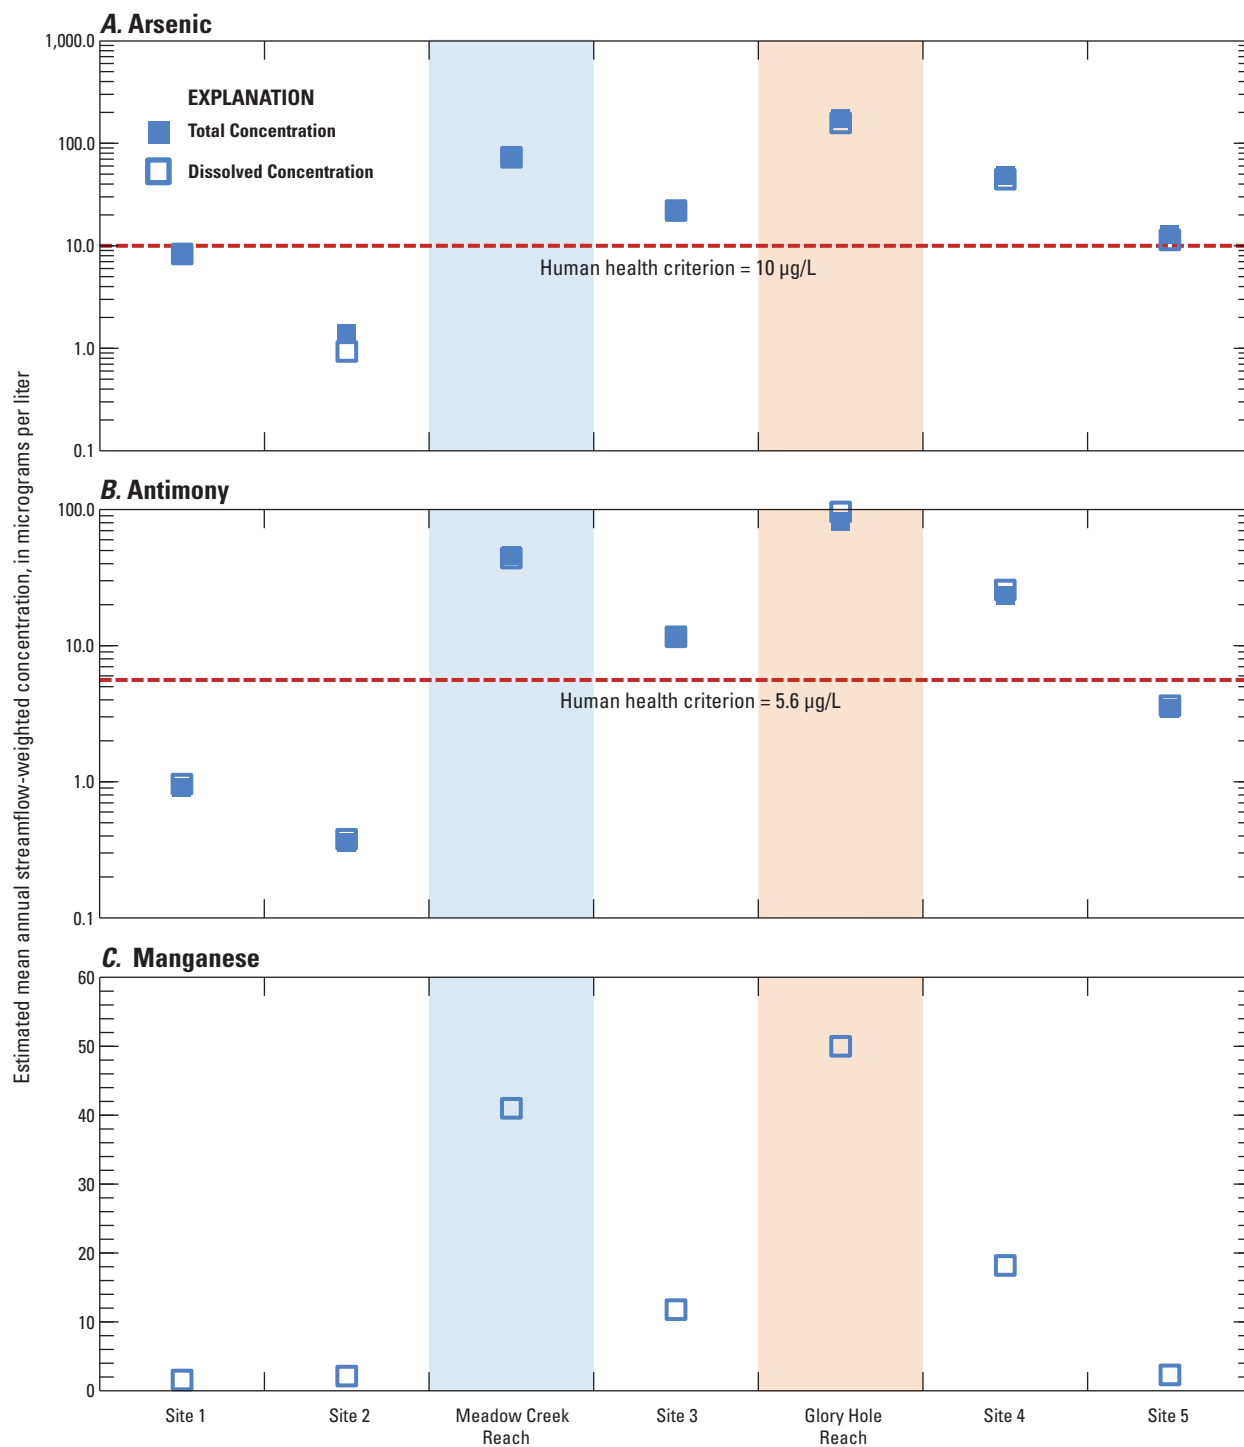 A. Arsenic
1,000.0
100.0
10.0
1.0
0.1
EXPLANATION
Total Concentration
Dissolved Concentration
Human health criterion = 10 µg/L
B. Antimony
100.0
10.0
1.0
0.1
Human health criterion = 5.6 µg/L
C. Manganese
60
50
40
30
20
10
0
Estimated mean annual streamflow-weighted concentration, in micrograms per liter
Site 1
Site 2
Meadow Creek
Reach
Site 3
Glory Hole
Reach
Site 4
Site 5